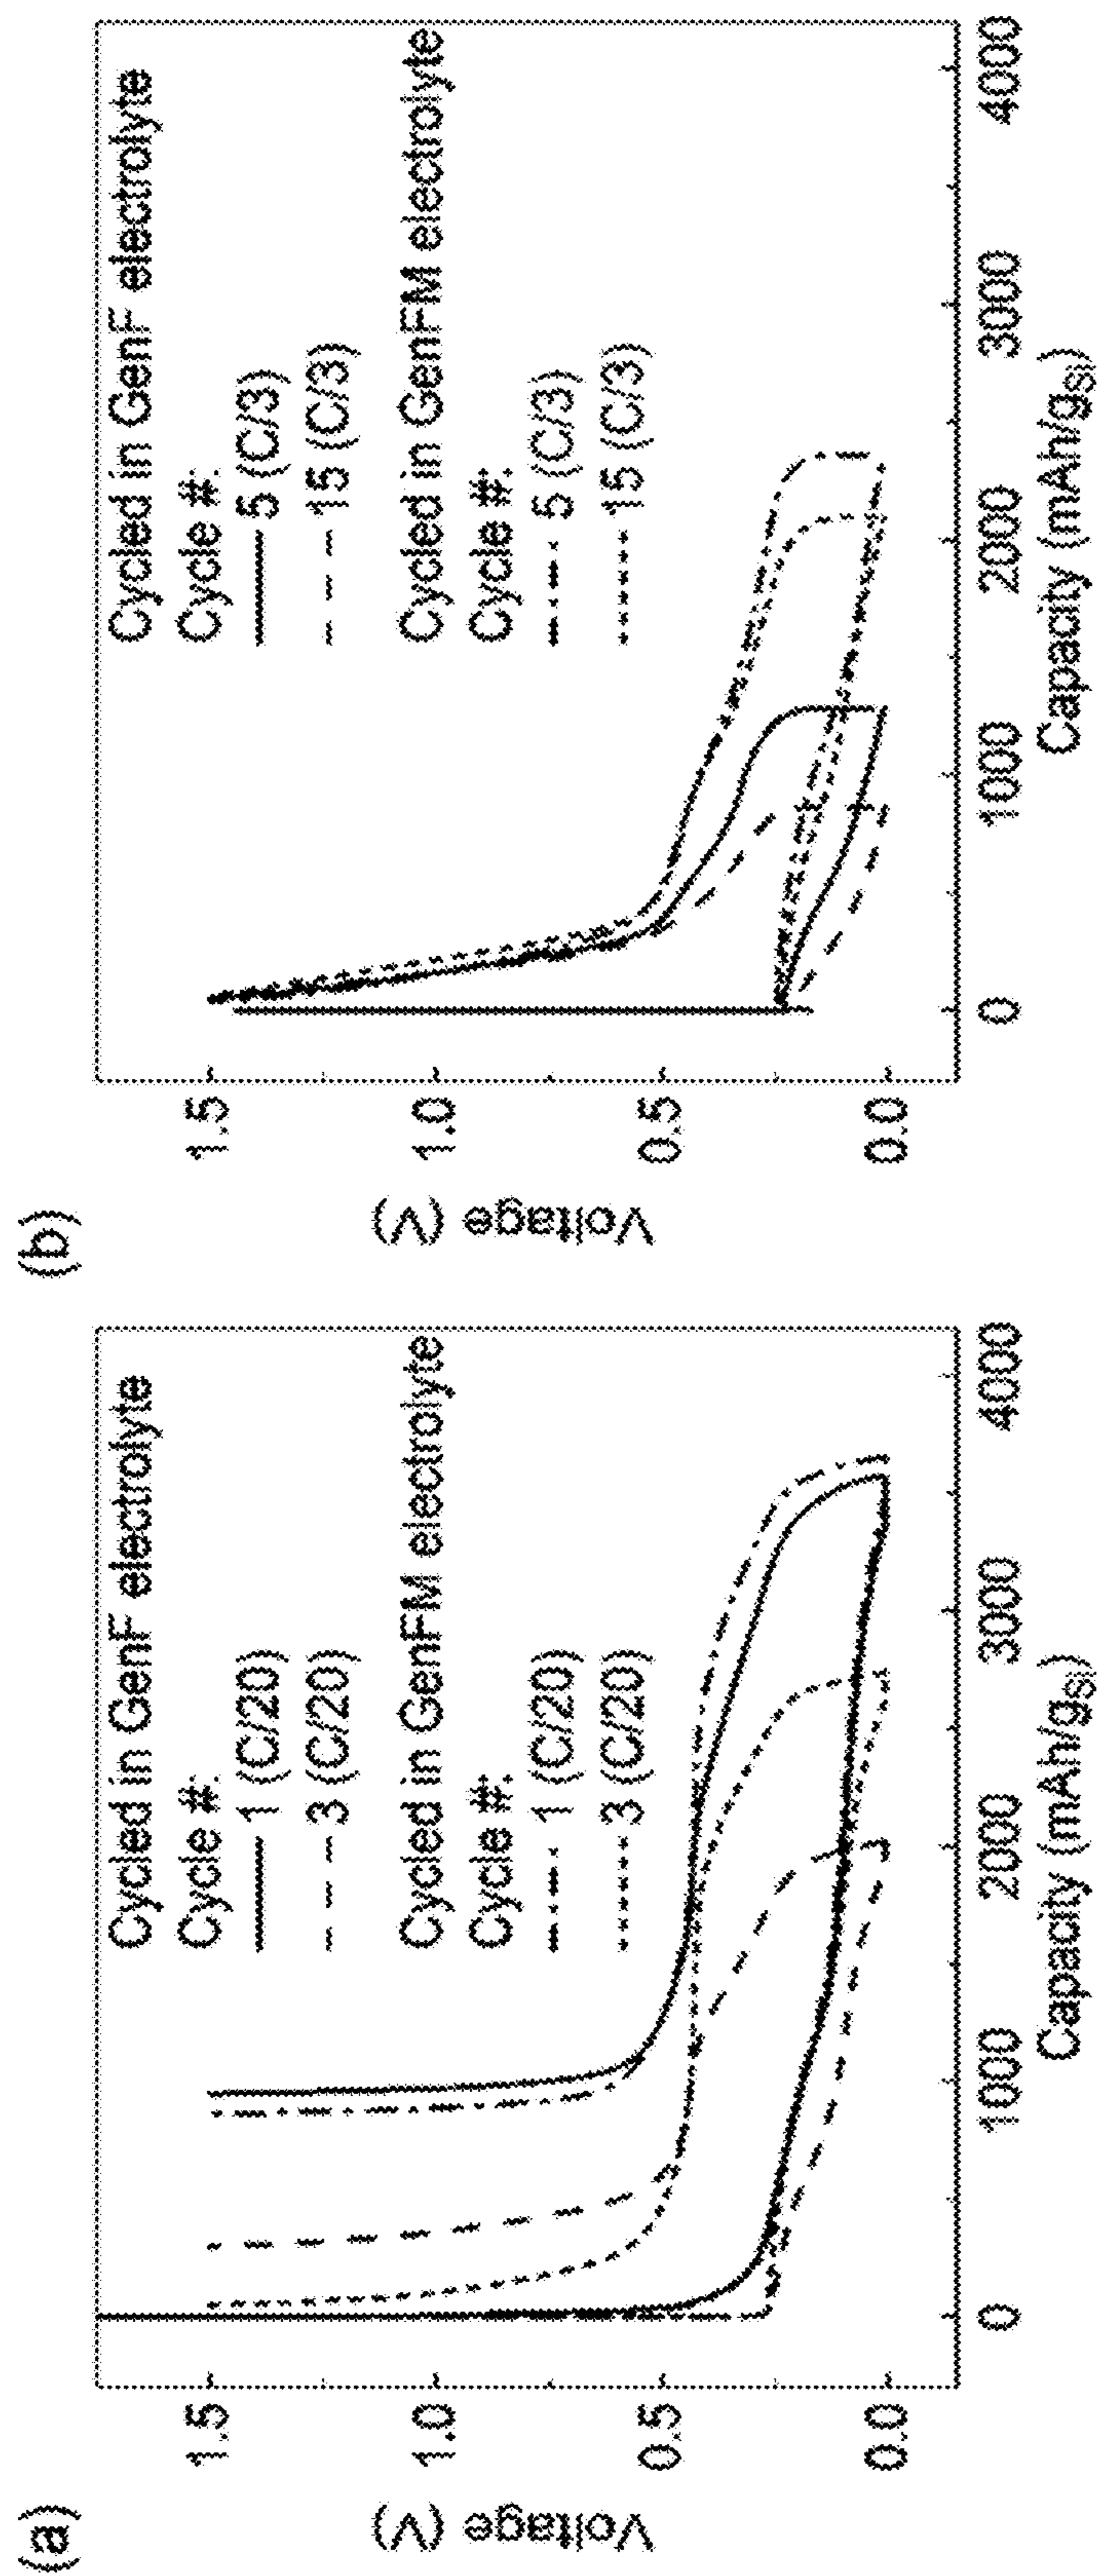 (a)
Voltage (V)
1.5
1.0
0.5
0.0
Cycled in GenF electrolyte
Cycle #:
1 (C/20)
3 (C/20)
Cycled in GenFM electrolyte
Cycle #:
1 (C/20)
3 (C/20)
0
1000
2000
3000
4000
Capacity (mAh/gSi)
(b)
Voltage (V)
1.5
1.0
0.5
0.0
Cycled in GenF electrolyte
Cycle #:
5 (C/3)
15 (C/3)
Cycled in GenFM electrolyte
Cycle #:
5 (C/3)
15 (C/3)
0
1000
2000
3000
4000
Capacity (mAh/gSi)